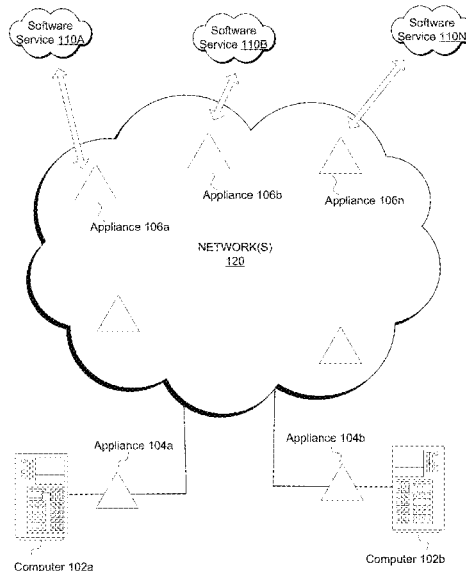 Software
Service 110A
Software
Service 110B
Software
Service 110N
Appliance 106a
Appliance 106b
Appliance 106n
NETWORK(S)
120
Appliance 104a
Appliance 104b
Computer 102a
Computer 102b